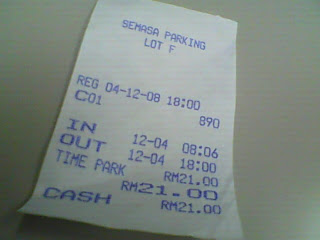 SEMASA PARKING
LOT F
REG 04-12-08 18:00
C01 890
IN 12-04 08:06
OUT 12-04 18:00
TIME PARK RM21.00
RM21.00
CASH RM21.00